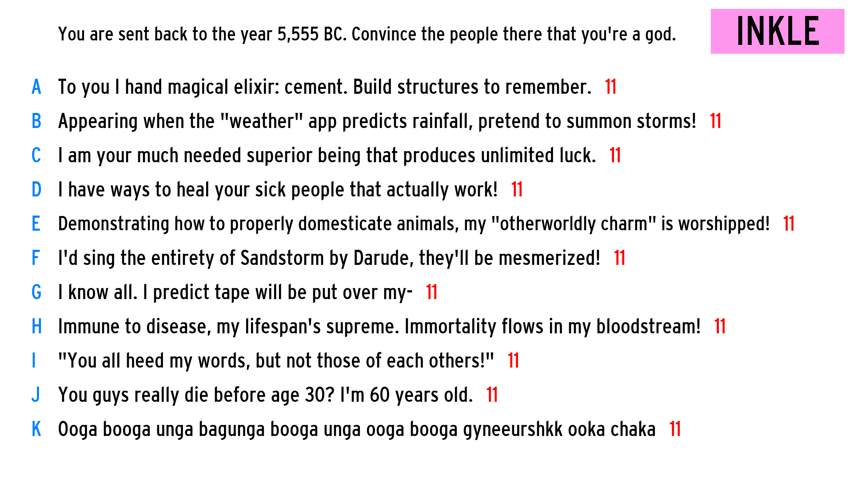 You are sent back to the year 5,555 BC. Convince the people there that you're a god.
INKLE
A To you I hand magical elixir: cement. Build structures to remember. 11
B Appearing when the "weather" app predicts rainfall, pretend to summon storms! 11
C I am your much needed superior being that produces unlimited luck. 11
D I have ways to heal your sick people that actually work! 11
E Demonstrating how to properly domesticate animals, my "otherworldly charm" is worshipped! 11
F I'd sing the entirety of Sandstorm by Darude, they'll be mesmerized! 11
G I know all. I predict tape will be put over my- 11
H Immune to disease, my lifespan's supreme. Immortality flows in my bloodstream! 11
I "You all heed my words, but not those of each others!" 11
J You guys really die before age 30? I'm 60 years old. 11
K Ooga booga unga bagunga booga unga ooga booga gyneeurshkk ooka chaka 11